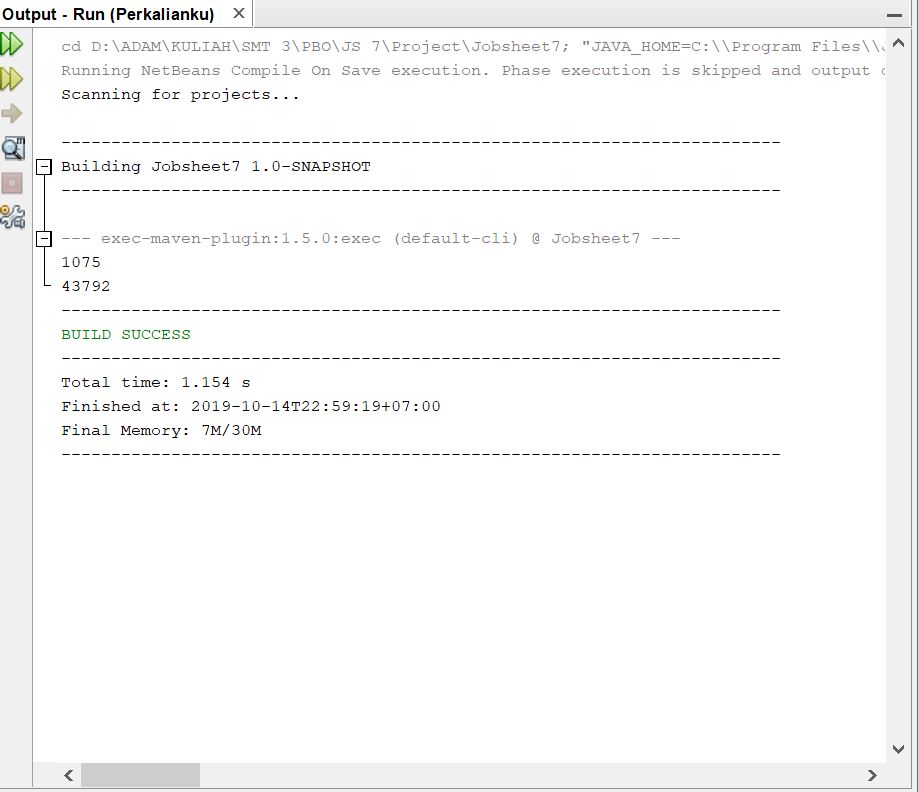 Output - Run (Perkalianku)
cd D:\ADAM\KULIAH\SMT 3\PBO\JS 7\Project\Jobsheet7; "JAVA_HOME=C:\\Program Files\\
Running NetBeans Compile On Save execution. Phase execution is skipped and output
Scanning for projects...
------------------------------------------------------------------------
Building Jobsheet7 1.0-SNAPSHOT
------------------------------------------------------------------------
--- exec-maven-plugin:1.5.0:exec (default-cli) @ Jobsheet7 ---
1075
43792
------------------------------------------------------------------------
BUILD SUCCESS
------------------------------------------------------------------------
Total time: 1.154 s
Finished at: 2019-10-14T22:59:19+07:00
Final Memory: 7M/30M
------------------------------------------------------------------------